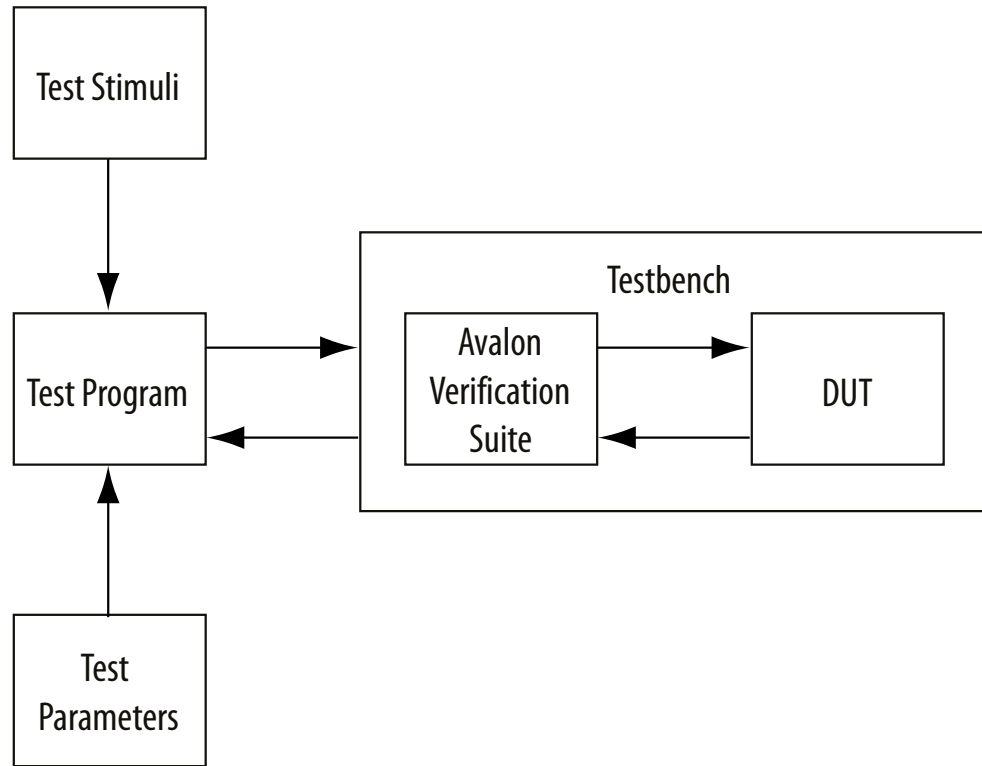 Test Stimuli
Testbench
Test Program
Avalon
Verification
Suite
DUT
Test
Parameters